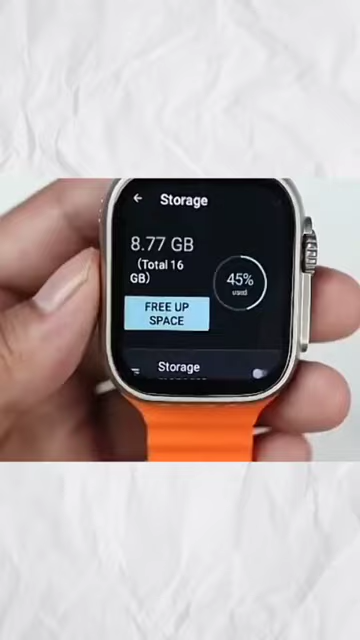 ← Storage
8.77 GB
(Total 16
GB)
45%
used
FREE UP
SPACE
Storage